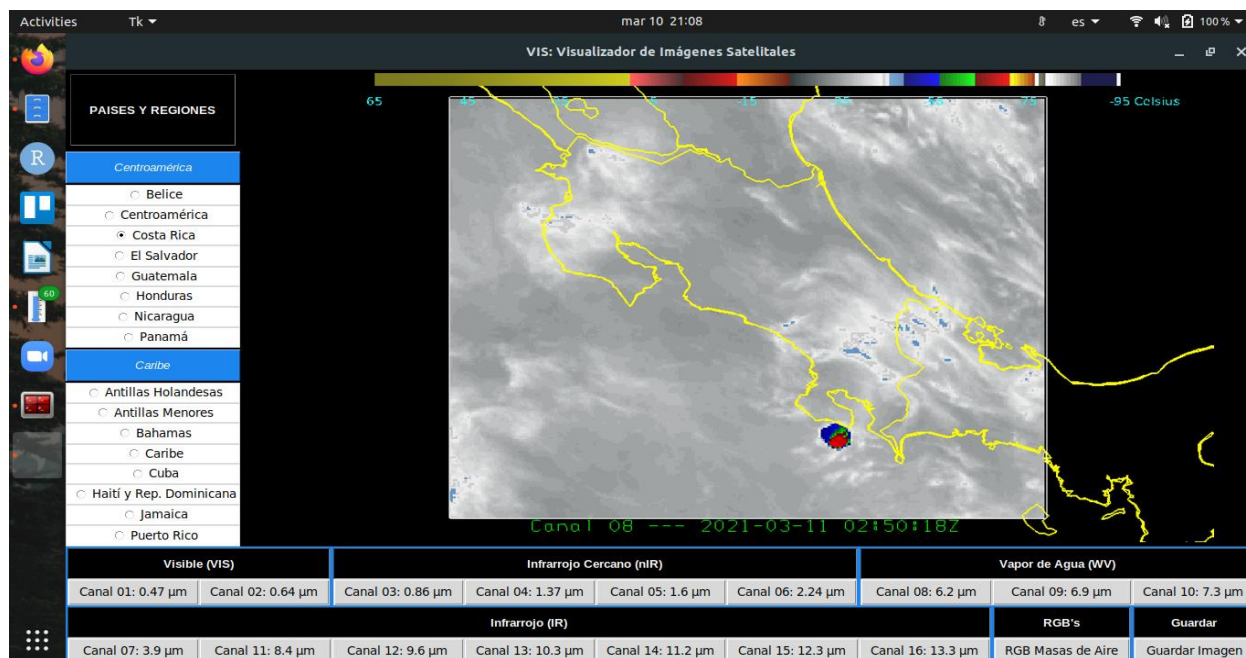 Activities Tk mar 10 21:08 es 100 %
VIS: Visualizador de Imágenes Satelitales
PAISES Y REGIONES
65 45 -15 -95 Celsius
Centroamérica
Belice
Centroamérica
Costa Rica
El Salvador
Guatemala
Honduras
Nicaragua
Panamá
Caribe
Antillas Holandesas
Antillas Menores
Bahamas
Caribe
Cuba
Haití y Rep. Dominicana
Jamaica
Puerto Rico
R
60
Canal 08 --- 2021-03-11 02:50:18Z
Visible (VIS) Infrarrojo Cercano (nIR) Vapor de Agua (WV)
Canal 01: 0.47 µm Canal 02: 0.64 µm Canal 03: 0.86 µm Canal 04: 1.37 µm Canal 05: 1.6 µm Canal 06: 2.24 µm Canal 08: 6.2 µm Canal 09: 6.9 µm Canal 10: 7.3 µm
Infrarrojo (IR) RGB's Guardar
Canal 07: 3.9 µm Canal 11: 8.4 µm Canal 12: 9.6 µm Canal 13: 10.3 µm Canal 14: 11.2 µm Canal 15: 12.3 µm Canal 16: 13.3 µm RGB Masas de Aire Guardar Imagen